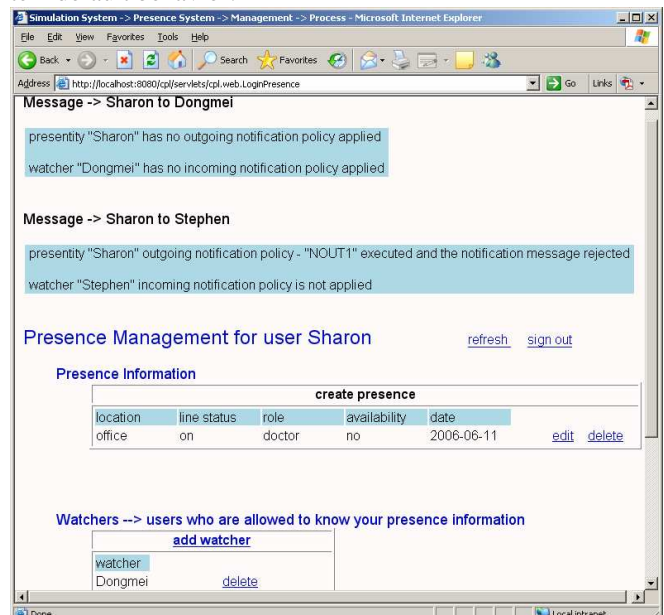 Simulation System -> Presence System -> Management -> Process - Microsoft Internet Explorer
File Edit View Favorites Tools Help
Back Search Favorites
Address http://localhost:8080/cpl/servlets/cpl.web.LoginPresence Go Links
Message -> Sharon to Dongmei
presentity "Sharon" has no outgoing notification policy applied
watcher "Dongmei" has no incoming notification policy applied
Message -> Sharon to Stephen
presentity "Sharon" outgoing notification policy - "NOUT1" executed and the notification message rejected
watcher "Stephen" incoming notification policy is not applied
Presence Management for user Sharon refresh sign out
Presence Information
create presence
location line status role availability date
office on doctor no 2006-06-11 edit delete
Watchers --> users who are allowed to know your presence information
add watcher
watcher
Dongmei delete
Done Local intranet